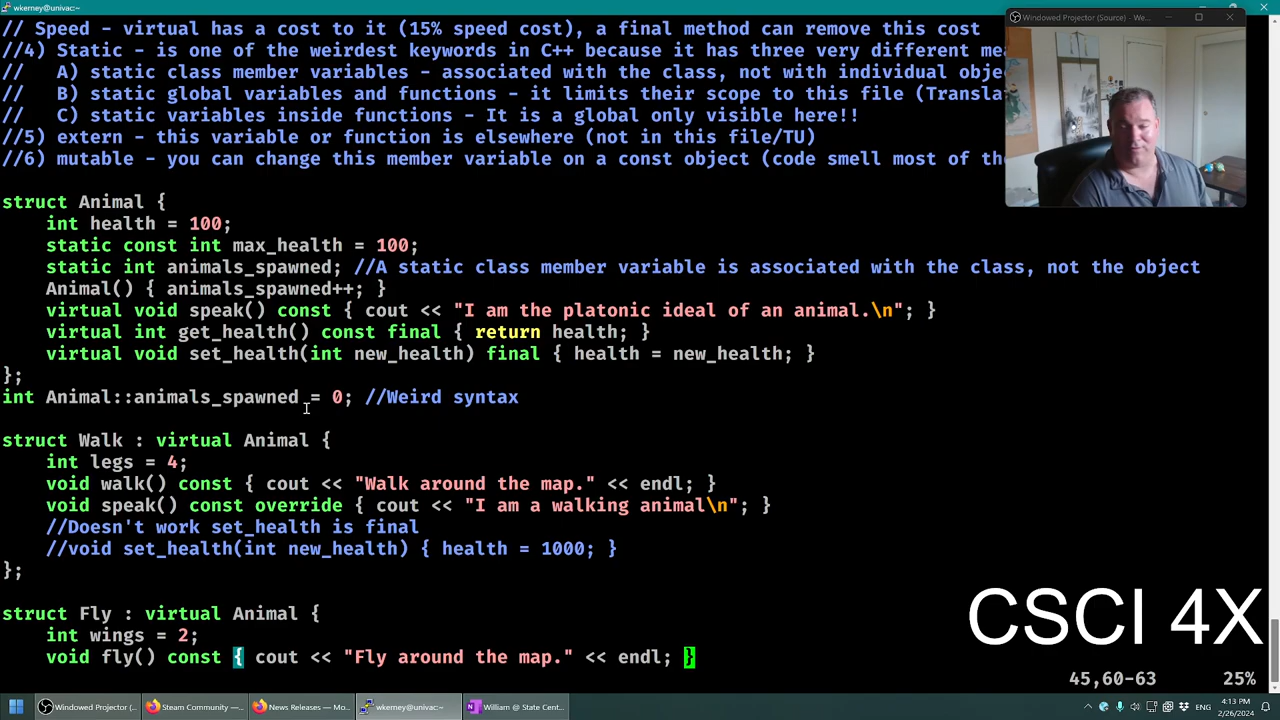 wkerney@univac:~
Windowed Projector (Source) - We...
// Speed - virtual has a cost to it (15% speed cost), a final method can remove this cost
//4) Static - is one of the weirdest keywords in C++ because it has three very different
//   A) static class member variables - associated with the class, not with individual
//   B) static global variables and functions - it limits their scope to this file
//   C) static variables inside functions - It is a global only visible here!!
//5) extern - this variable or function is elsewhere (not in this file/TU)
//6) mutable - you can change this member variable on a const object (code smell most of
struct Animal {
    int health = 100;
    static const int max_health = 100;
    static int animals_spawned; //A static class member variable is associated with the class, not the object
    Animal() { animals_spawned++; }
    virtual void speak() const { cout << "I am the platonic ideal of an animal.\n"; }
    virtual int get_health() const final { return health; }
    virtual void set_health(int new_health) final { health = new_health; }
};
int Animal::animals_spawned = 0; //Weird syntax
struct Walk : virtual Animal {
    int legs = 4;
    void walk() const { cout << "Walk around the map." << endl; }
    void speak() const override { cout << "I am a walking animal\n"; }
    //Doesn't work set_health is final
    //void set_health(int new_health) { health = 1000; }
};
struct Fly : virtual Animal {
    int wings = 2;
    void fly() const { cout << "Fly around the map." << endl; }
CSCI 4X
45,60-63 25%
Windowed Projector (... Steam Community —... News Releases — Mo... wkerney@univac:~ William @ State Cent... ENG 4:13 PM
2/26/2024